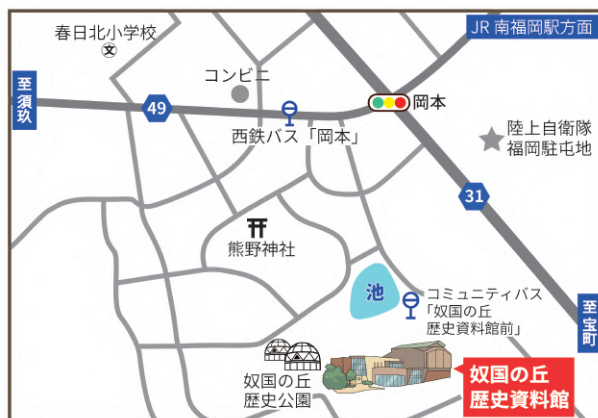 春日北小学校
文
JR 南福岡駅方面
至須玖
49
コンビニ
岡本
西鉄バス「岡本」
陸上自衛隊
福岡駐屯地
31
熊野神社
池
コミュニティバス
「奴国の丘
歴史資料館前」
至宝町
奴国の丘
歴史公園
奴国の丘
歴史資料館